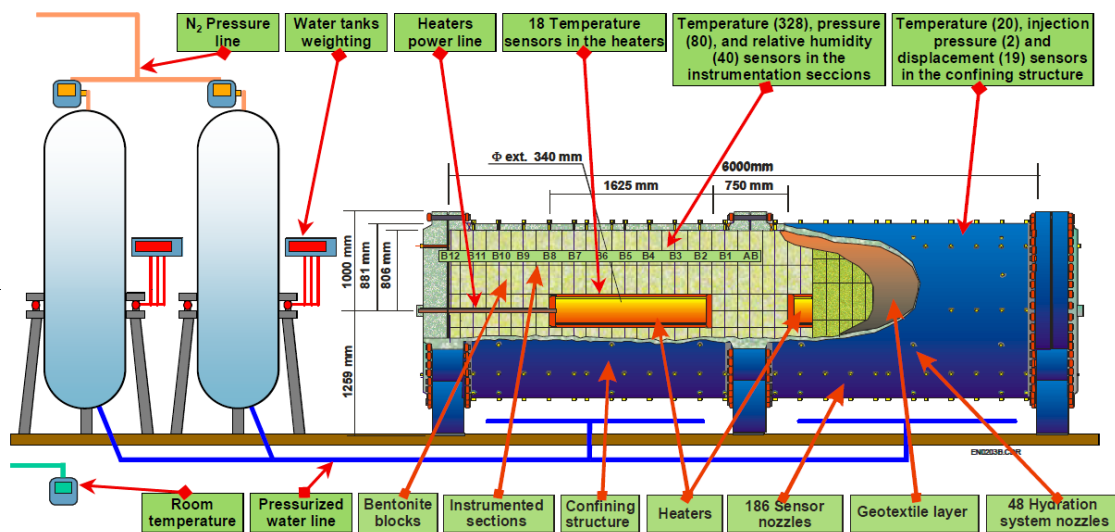 N2 Pressure
line
Water tanks
weighting
Heaters
power line
18 Temperature
sensors in the heaters
Temperature (328), pressure
(80), and relative humidity
(40) sensors in the
instrumentation seccions
Temperature (20), injection
pressure (2) and
displacement (19) sensors
in the confining structure
Φ ext. 340 mm
6000mm
1625 mm
750 mm
1000 mm
881 mm
806 mm
1259 mm
B12 B11 B10 B9 B8 B7 B6 B5 B4 B3 B2 B1 AB
EN0203B.CDR
Room
temperature
Pressurized
water line
Bentonite
blocks
Instrumented
sections
Confining
structure
Heaters
186 Sensor
nozzles
Geotextile layer
48 Hydration
system nozzles